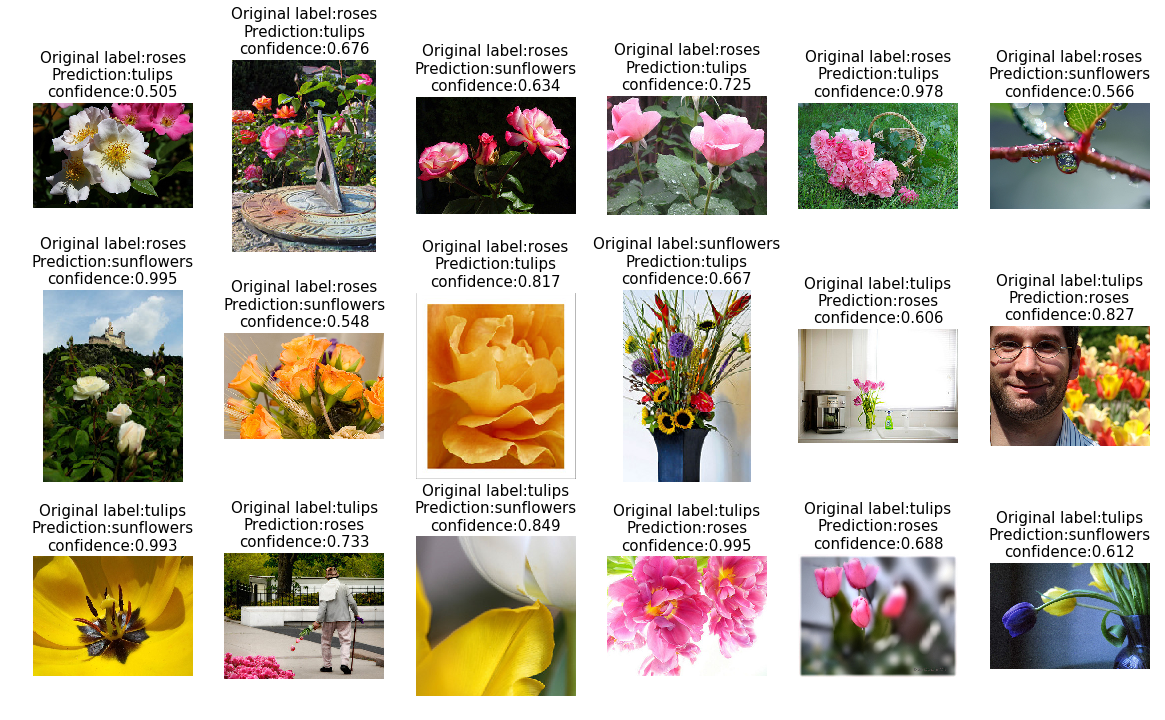 Original label:roses
Prediction:tulips
confidence:0.505
Original label:roses
Prediction:tulips
confidence:0.676
Original label:roses
Prediction:sunflowers
confidence:0.634
Original label:roses
Prediction:tulips
confidence:0.725
Original label:roses
Prediction:tulips
confidence:0.978
Original label:roses
Prediction:sunflowers
confidence:0.566
Original label:roses
Prediction:sunflowers
confidence:0.995
Original label:roses
Prediction:sunflowers
confidence:0.548
Original label:roses
Prediction:tulips
confidence:0.817
Original label:sunflowers
Prediction:tulips
confidence:0.667
Original label:tulips
Prediction:roses
confidence:0.606
Original label:tulips
Prediction:roses
confidence:0.827
Original label:tulips
Prediction:sunflowers
confidence:0.993
Original label:tulips
Prediction:roses
confidence:0.733
Original label:tulips
Prediction:sunflowers
confidence:0.849
Original label:tulips
Prediction:roses
confidence:0.995
Original label:tulips
Prediction:roses
confidence:0.688
Original label:tulips
Prediction:sunflowers
confidence:0.612